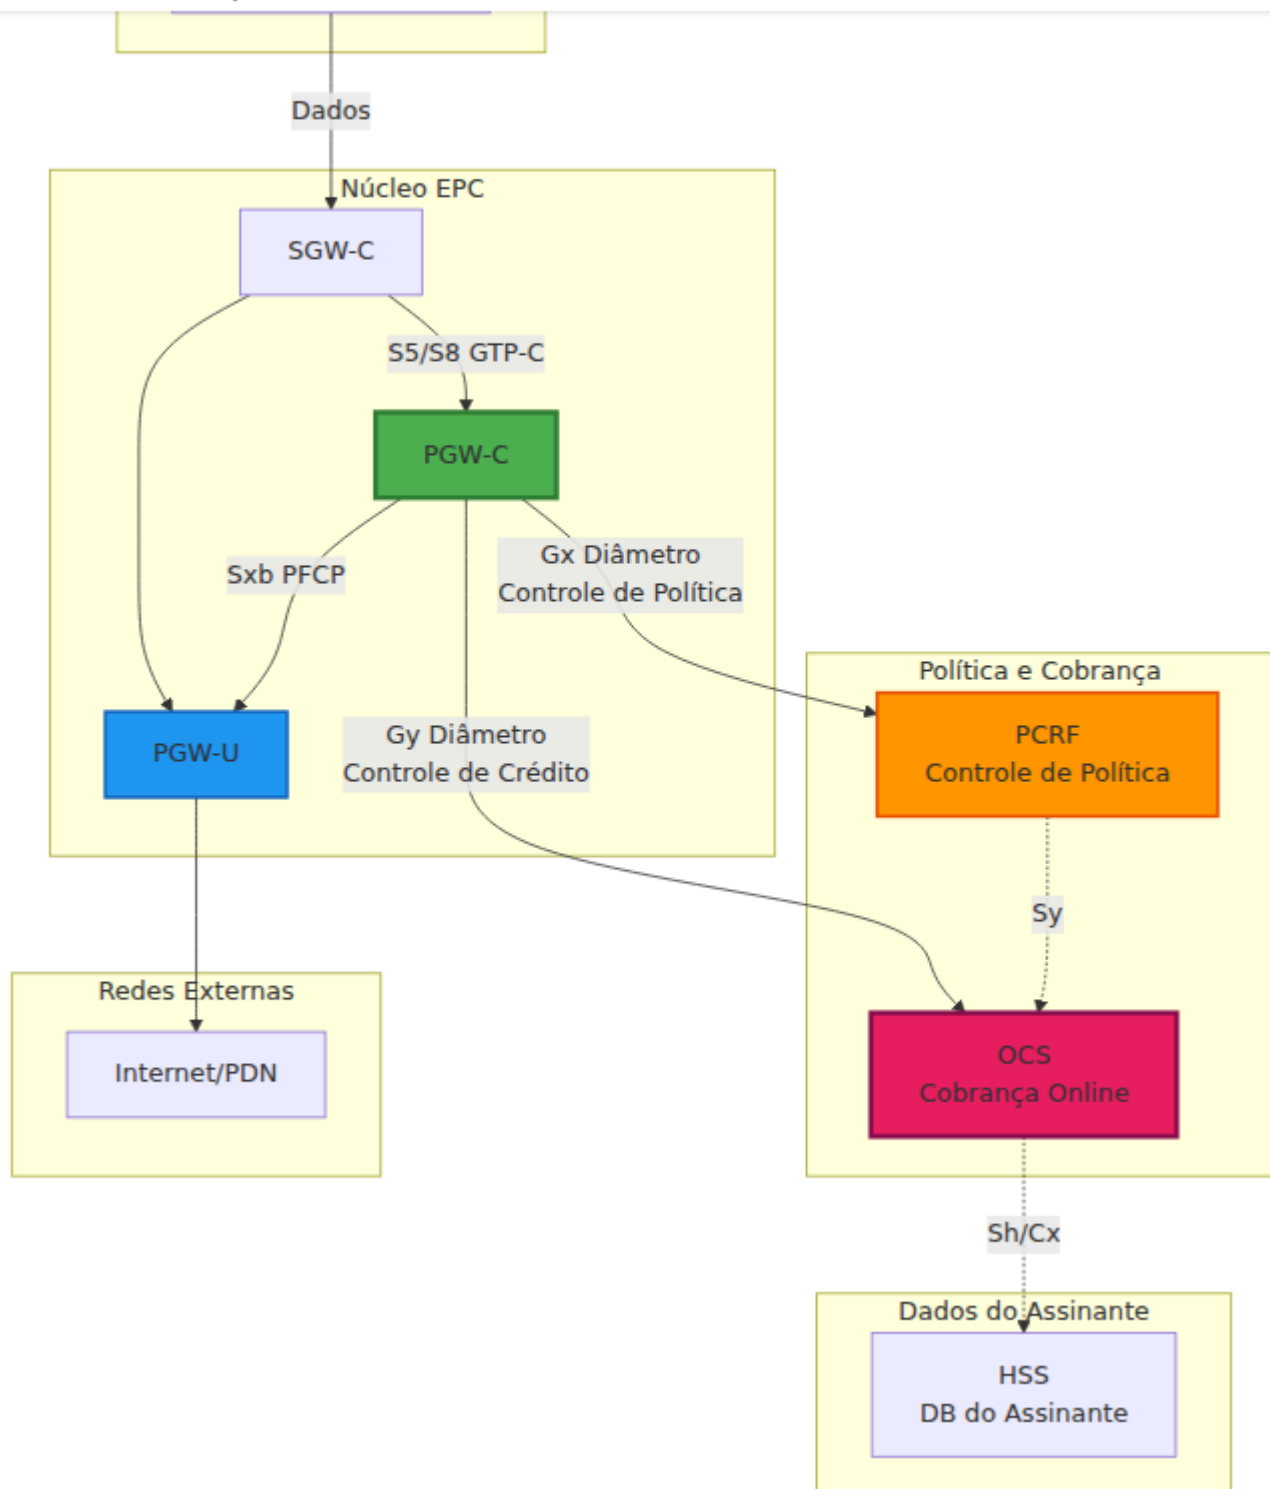 Dados
Núcleo EPC
SGW-C
S5/S8 GTP-C
PGW-C
Gx Diâmetro
Controle de Política
Sxb PFCP
Política e Cobrança
PCRF
Controle de Política
PGW-U
Gy Diâmetro
Controle de Crédito
Sy
Redes Externas
Internet/PDN
OCS
Cobrança Online
Sh/Cx
Dados do Assinante
HSS
DB do Assinante